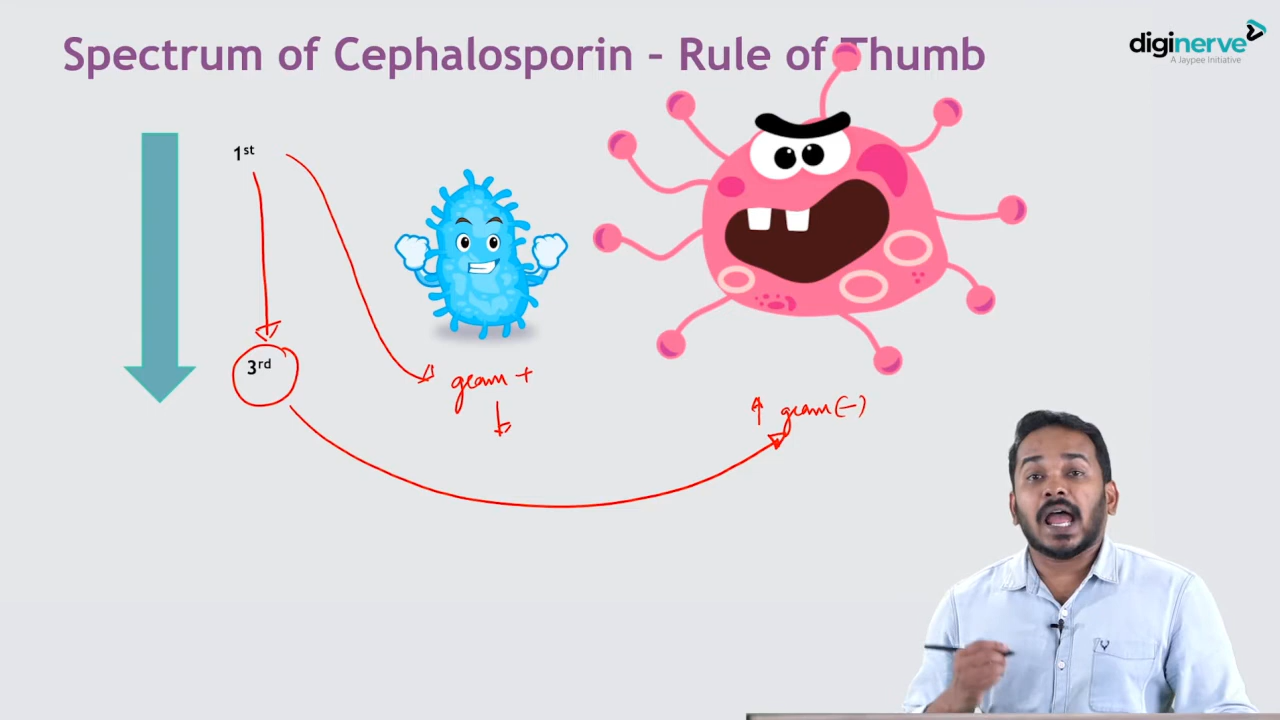 Spectrum of Cephalosporin – Rule of Thumb
diginerve
A Jaypee Initiative
1st
3rd
gram +
↑ gram (-)